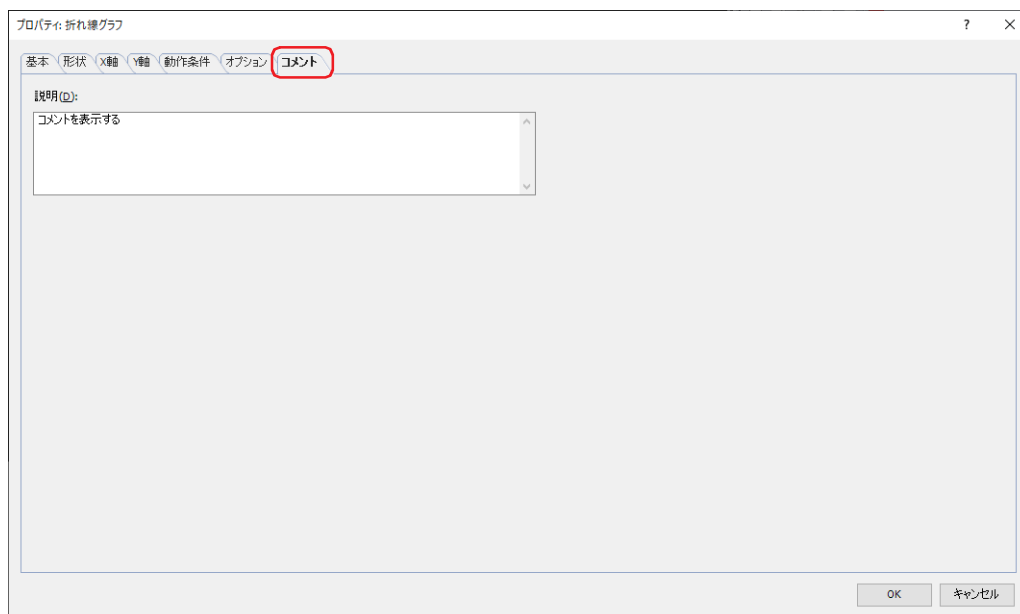 プロパティ: 折れ線グラフ
?
基本 形状 X軸 Y軸 動作条件 オプション コメント
説明(D):
コメントを表示する
OK キャンセル